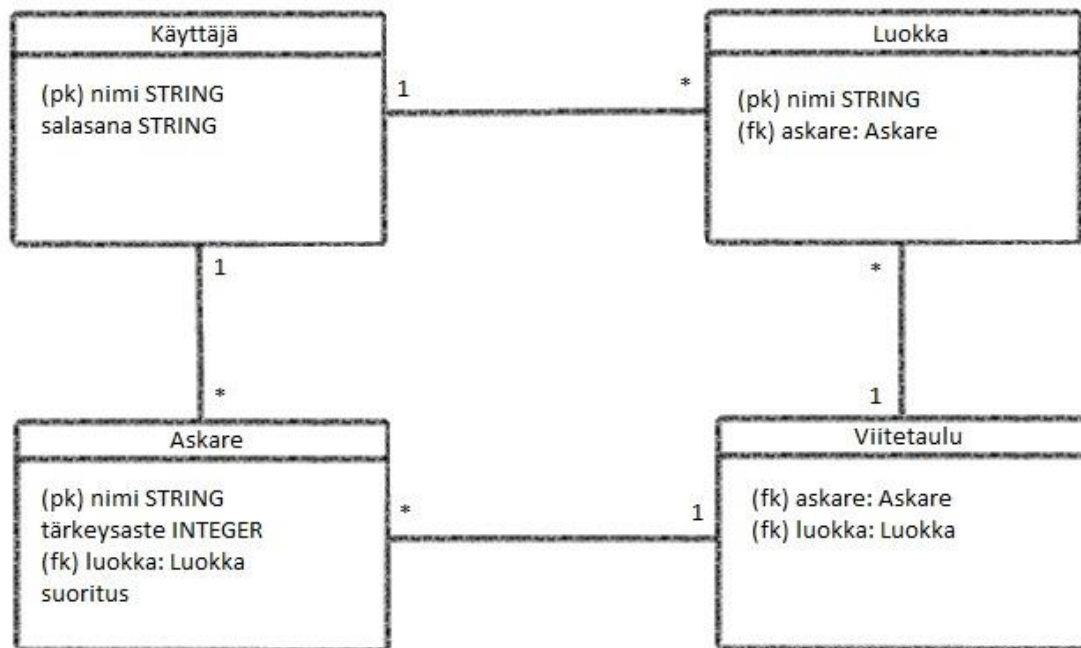 Käyttäjä
(pk) nimi STRING
salasana STRING
1
*
Luokka
(pk) nimi STRING
(fk) askare: Askare
1
*
*
1
Askare
(pk) nimi STRING
tärkeysaste INTEGER
(fk) luokka: Luokka
suoritus
*
1
Viitetaulu
(fk) askare: Askare
(fk) luokka: Luokka